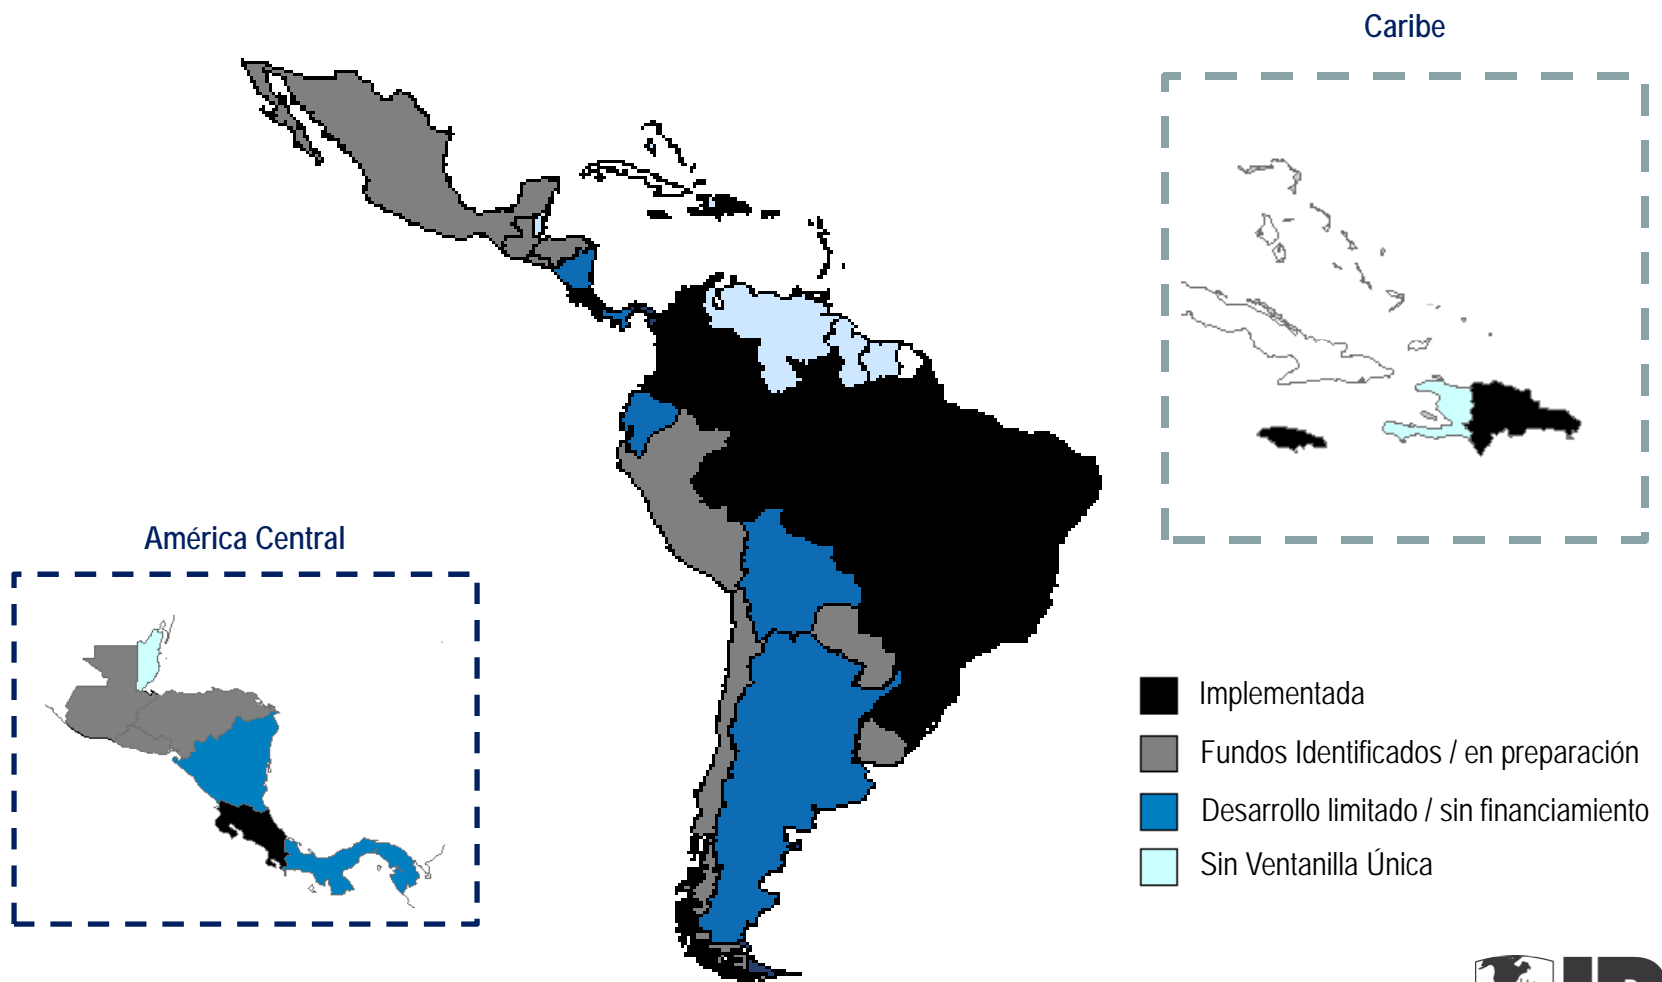 Caribe
América Central
Implementada
Fundos Identificados / en preparación
Desarrollo limitado / sin financiamiento
Sin Ventanilla Única